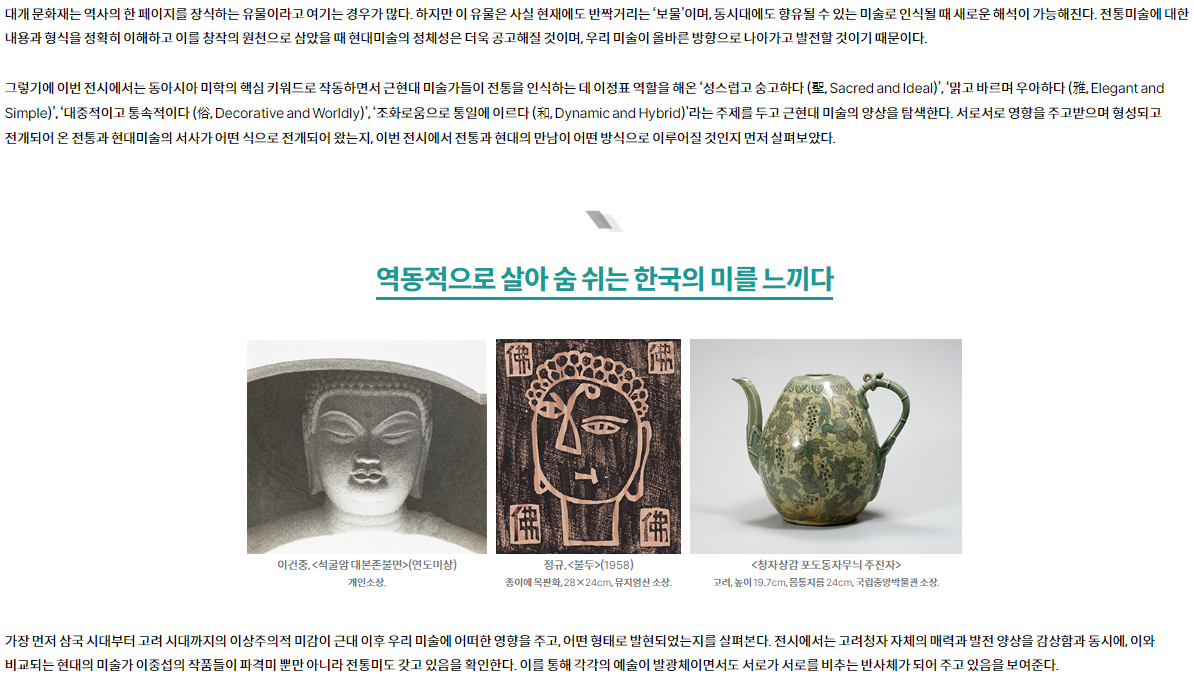 대개 문화재는 역사의 한 페이지를 장식하는 유물이라고 여기는 경우가 많다. 하지만 이 유물은 사실 현재에도 반짝거리는 ‘보물’이며, 동시대에도 향유될 수 있는 미술로 인식될 때 새로운 해석이 가능해진다. 전통미술에 대한
내용과 형식을 정확히 이해하고 이를 창작의 원천으로 삼았을 때 현대미술의 정체성은 더욱 공고해질 것이며, 우리 미술이 올바른 방향으로 나아가고 발전할 것이기 때문이다.
그렇기에 이번 전시에서는 동아시아 미학의 핵심 키워드로 작동하면서 근현대 미술가들이 전통을 인식하는 데 이정표 역할을 해온 ‘성스럽고 숭고하다 (聖, Sacred and Ideal)’, ‘맑고 바르며 우아하다 (雅, Elegant and
Simple)’, ‘대중적이고 통속적이다 (俗, Decorative and Worldly)’, ‘조화로움으로 통일에 이르다 (和, Dynamic and Hybrid)’라는 주제를 두고 근현대 미술의 양상을 탐색한다. 서로서로 영향을 주고받으며 형성되고
전개되어 온 전통과 현대미술의 서사가 어떤 식으로 전개되어 왔는지, 이번 전시에서 전통과 현대의 만남이 어떤 방식으로 이루어질 것인지 먼저 살펴보았다.
역동적으로 살아 숨 쉬는 한국의 미를 느끼다
佛 佛
佛 佛
이건중, <석굴암 대본존불면>(연도미상)
개인소장.
정규, <불두>(1958)
종이에 목판화, 28×24cm, 뮤지엄산 소장.
<청자상감 포도동자무늬 주전자>
고려, 높이 19.7cm, 몸통지름 24cm, 국립중앙박물관 소장.
가장 먼저 삼국 시대부터 고려 시대까지의 이상주의적 미감이 근대 이후 우리 미술에 어떠한 영향을 주고, 어떤 형태로 발현되었는지를 살펴본다. 전시에서는 고려청자 자체의 매력과 발전 양상을 감상함과 동시에, 이와
비교되는 현대의 미술가 이중섭의 작품들이 파격미 뿐만 아니라 전통미도 갖고 있음을 확인한다. 이를 통해 각각의 예술이 발광체이면서도 서로가 서로를 비추는 반사체가 되어 주고 있음을 보여준다.